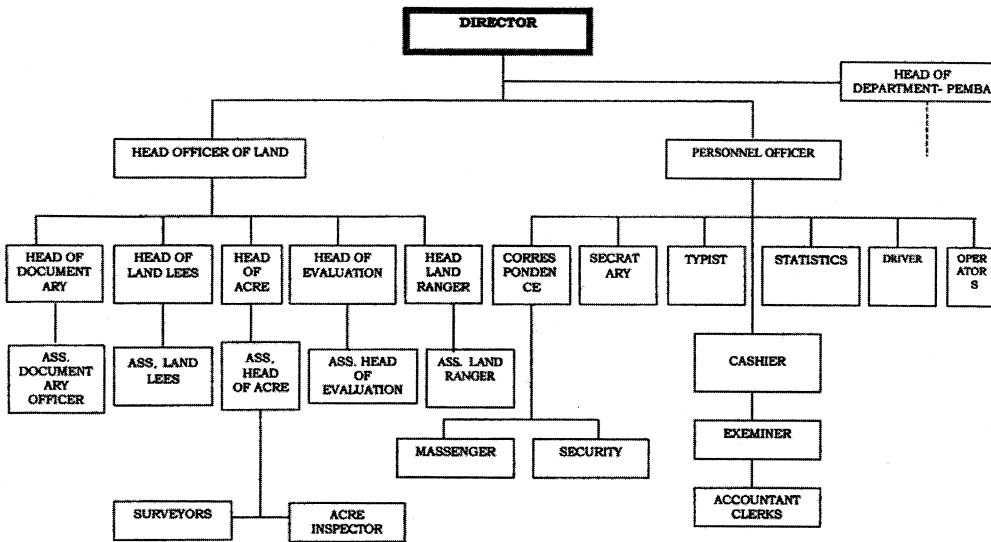 DIRECTOR
HEAD OF
DEPARTMENT- PEMBA
HEAD OFFICER OF LAND
PERSONNEL OFFICER
HEAD OF
DOCUMENT
ARY
HEAD OF
LAND LEES
HEAD
OF
ACRE
HEAD OF
EVALUATION
HEAD
LAND
RANGER
CORRES
PONDEN
CE
SECRAT
ARY
TYPIST
STATISTICS
DRIVER
OPER
ATOR
S
ASS.
DOCUMENT
ARY
OFFICER
ASS. LAND
LEES
ASS.
HEAD
OF ACRE
ASS. HEAD
OF
EVALUATION
ASS. LAND
RANGER
CASHIER
MASSENGER
SECURITY
EXEMINER
ACCOUNTANT
CLERKS
SURVEYORS
ACRE
INSPECTOR